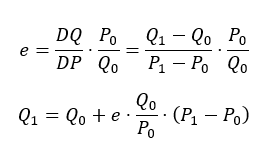 e = DQ/DP · P₀/Q₀ = (Q₁ − Q₀)/(P₁ − P₀) · P₀/Q₀
Q₁ = Q₀ + e · Q₀/P₀ · (P₁ − P₀)